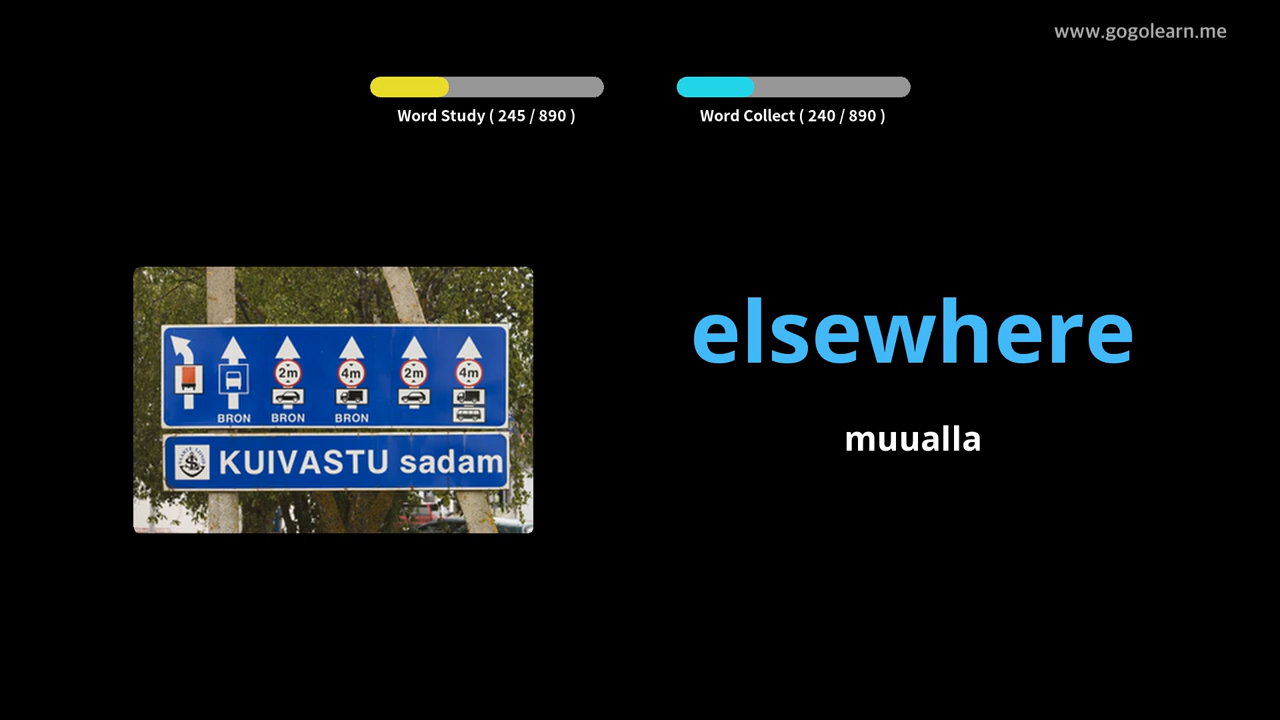 www.gogolearn.me
Word Study ( 245 / 890 )
Word Collect ( 240 / 890 )
2m 4m 2m 4m
BRON BRON BRON
KUIVASTU sadam
elsewhere
muualla